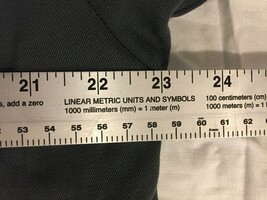 21 22 23 24
s, add a zero LINEAR METRIC UNITS AND SYMBOLS 100 centimeters (cm)
1000 millimeters (mm) = 1 meter (m) 1000 meters (m)
53 54 55 56 57 58 59 60 61 62